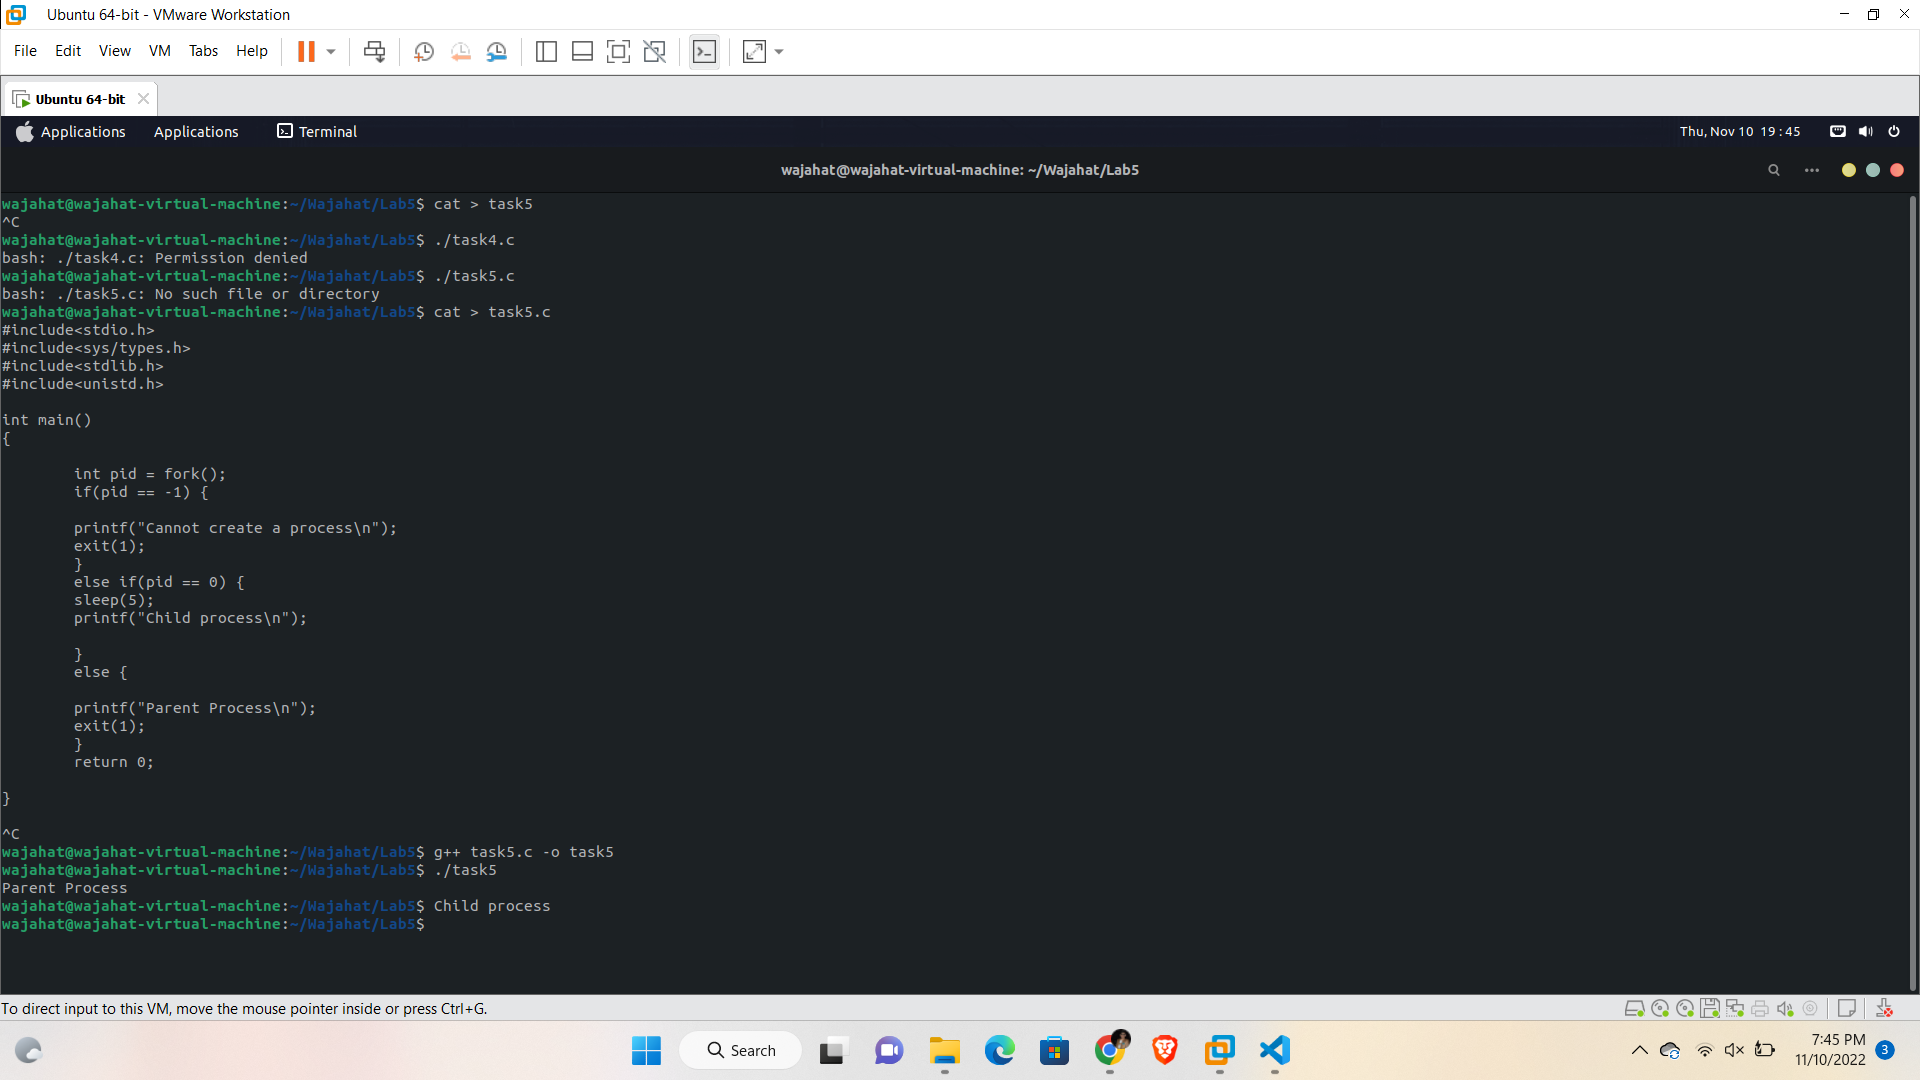 Ubuntu 64-bit - VMware Workstation
File Edit View VM Tabs Help
Ubuntu 64-bit
Applications Applications Terminal Thu, Nov 10 19:45
wajahat@wajahat-virtual-machine: ~/Wajahat/Lab5
wajahat@wajahat-virtual-machine:~/Wajahat/Lab5$ cat > task5
^C
wajahat@wajahat-virtual-machine:~/Wajahat/Lab5$ ./task4.c
bash: ./task4.c: Permission denied
wajahat@wajahat-virtual-machine:~/Wajahat/Lab5$ ./task5.c
bash: ./task5.c: No such file or directory
wajahat@wajahat-virtual-machine:~/Wajahat/Lab5$ cat > task5.c
#include<stdio.h>
#include<sys/types.h>
#include<stdlib.h>
#include<unistd.h>
int main()
{
int pid = fork();
if(pid == -1) {
printf("Cannot create a process\n");
exit(1);
}
else if(pid == 0) {
sleep(5);
printf("Child process\n");
}
else {
printf("Parent Process\n");
exit(1);
}
return 0;
}
^C
wajahat@wajahat-virtual-machine:~/Wajahat/Lab5$ g++ task5.c -o task5
wajahat@wajahat-virtual-machine:~/Wajahat/Lab5$ ./task5
Parent Process
wajahat@wajahat-virtual-machine:~/Wajahat/Lab5$ Child process
wajahat@wajahat-virtual-machine:~/Wajahat/Lab5$
To direct input to this VM, move the mouse pointer inside or press Ctrl+G.
Search
7:45 PM
11/10/2022
3